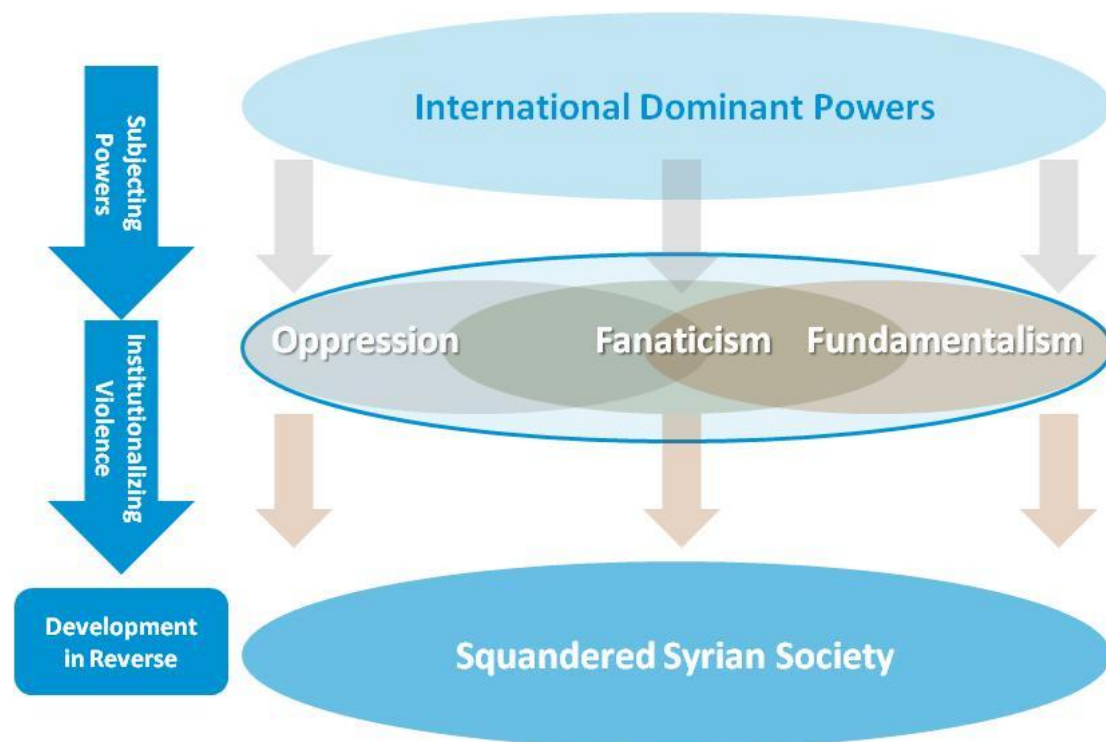 International Dominant Powers
Subjecting
Powers
Oppression
Fanaticism
Fundamentalism
Institutionalizing
Violence
Development
in Reverse
Squandered Syrian Society